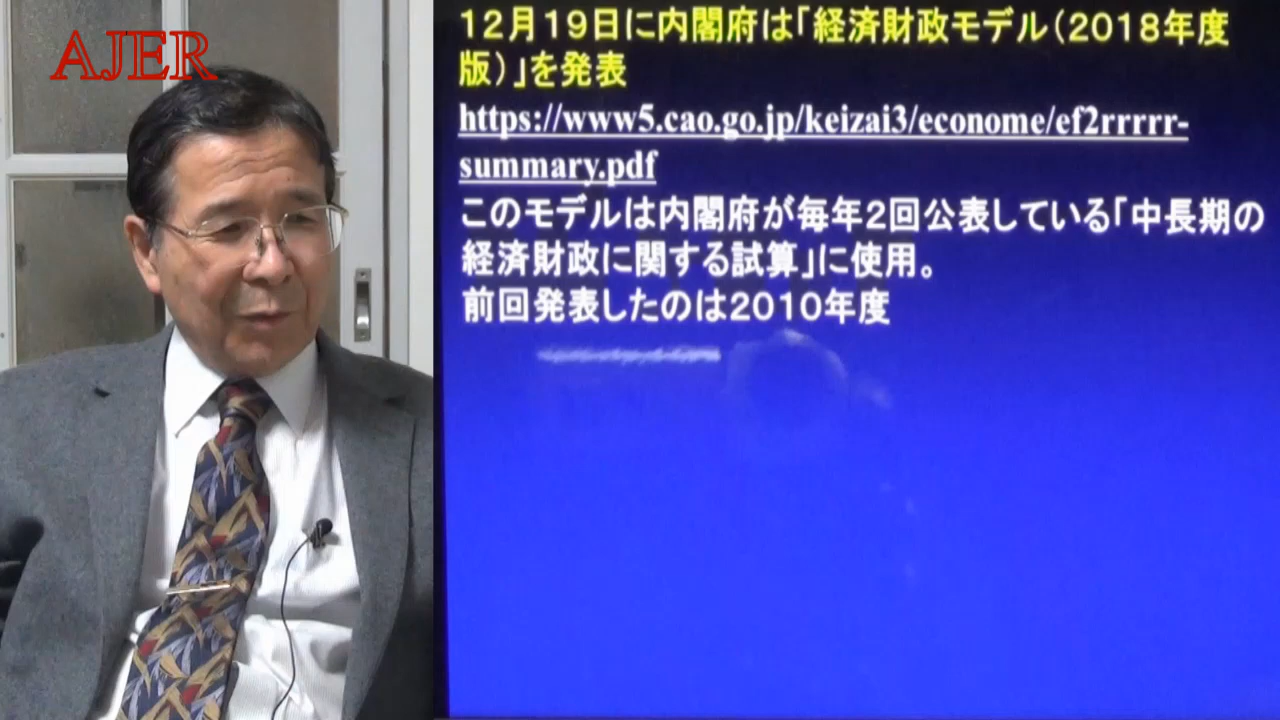 AJER
12月19日に内閣府は「経済財政モデル(2018年度
版)」を発表
https://www5.cao.go.jp/keizai3/econome/ef2rrrrr-
summary.pdf
このモデルは内閣府が毎年2回公表している「中長期の
経済財政に関する試算」に使用。
前回発表したのは2010年度